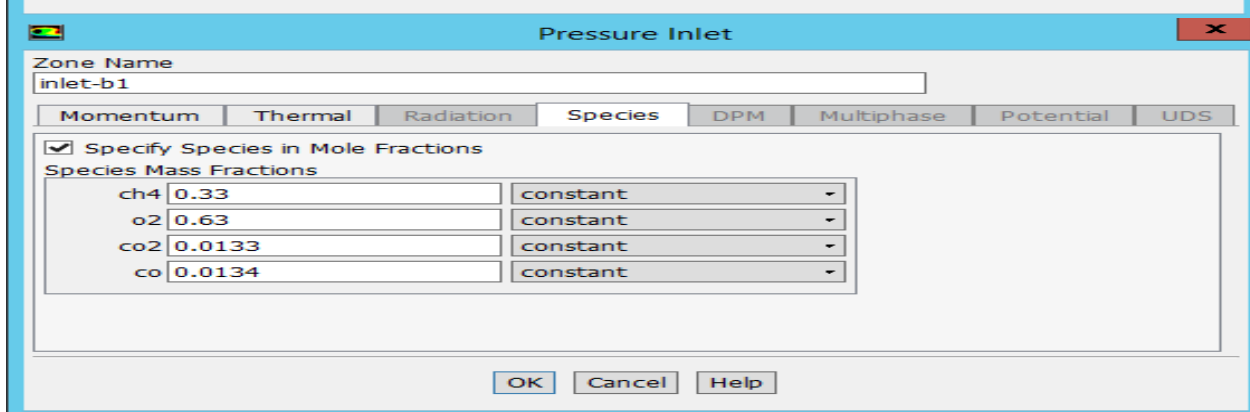 Pressure Inlet
Zone Name
inlet-b1
Momentum Thermal Radiation Species DPM Multiphase Potential UDS
Specify Species in Mole Fractions
Species Mass Fractions
ch4 0.33 constant
o2 0.63 constant
co2 0.0133 constant
co 0.0134 constant
OK Cancel Help